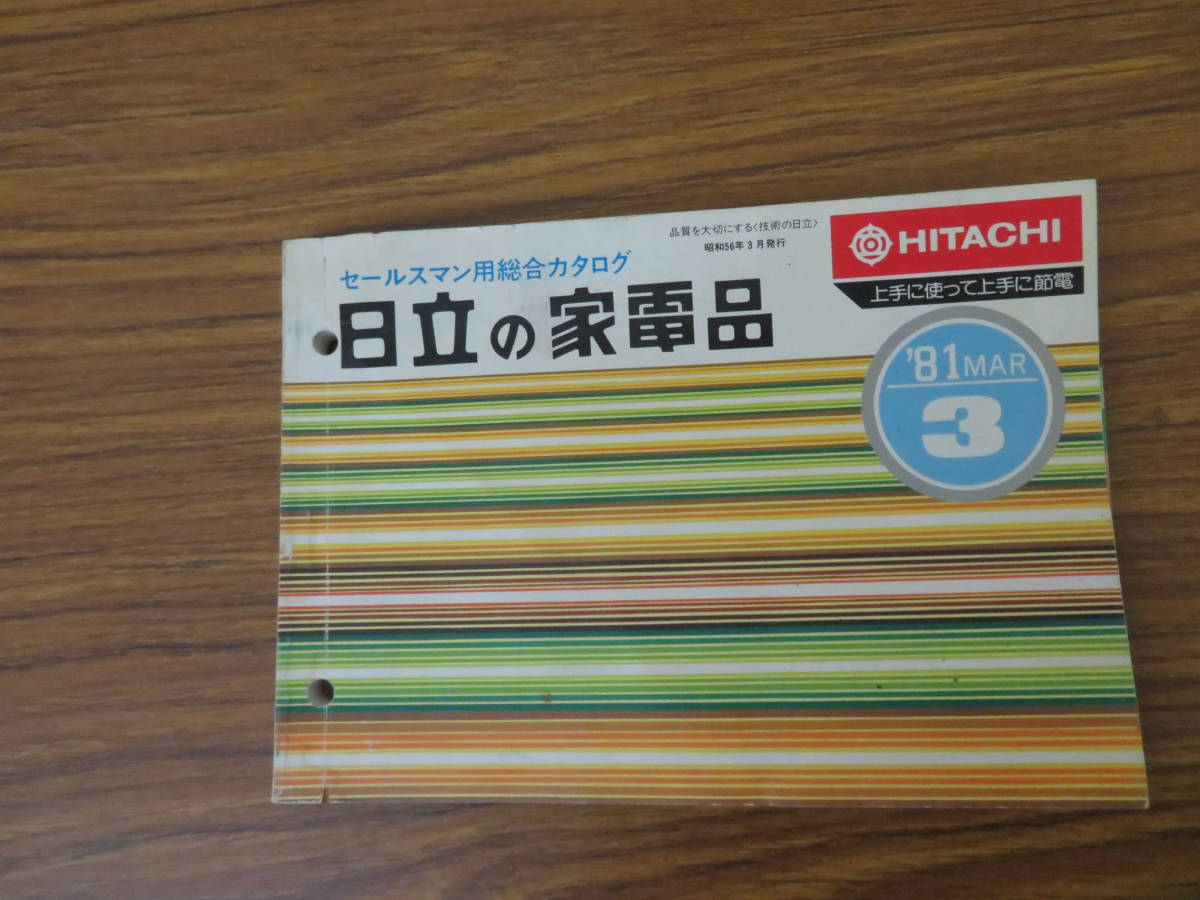 品質を大切にする〈技術の日立〉
昭和56年3月発行
HITACHI
上手に使って上手に節電
セールスマン用総合カタログ
日立の家電品
'81 MAR
3